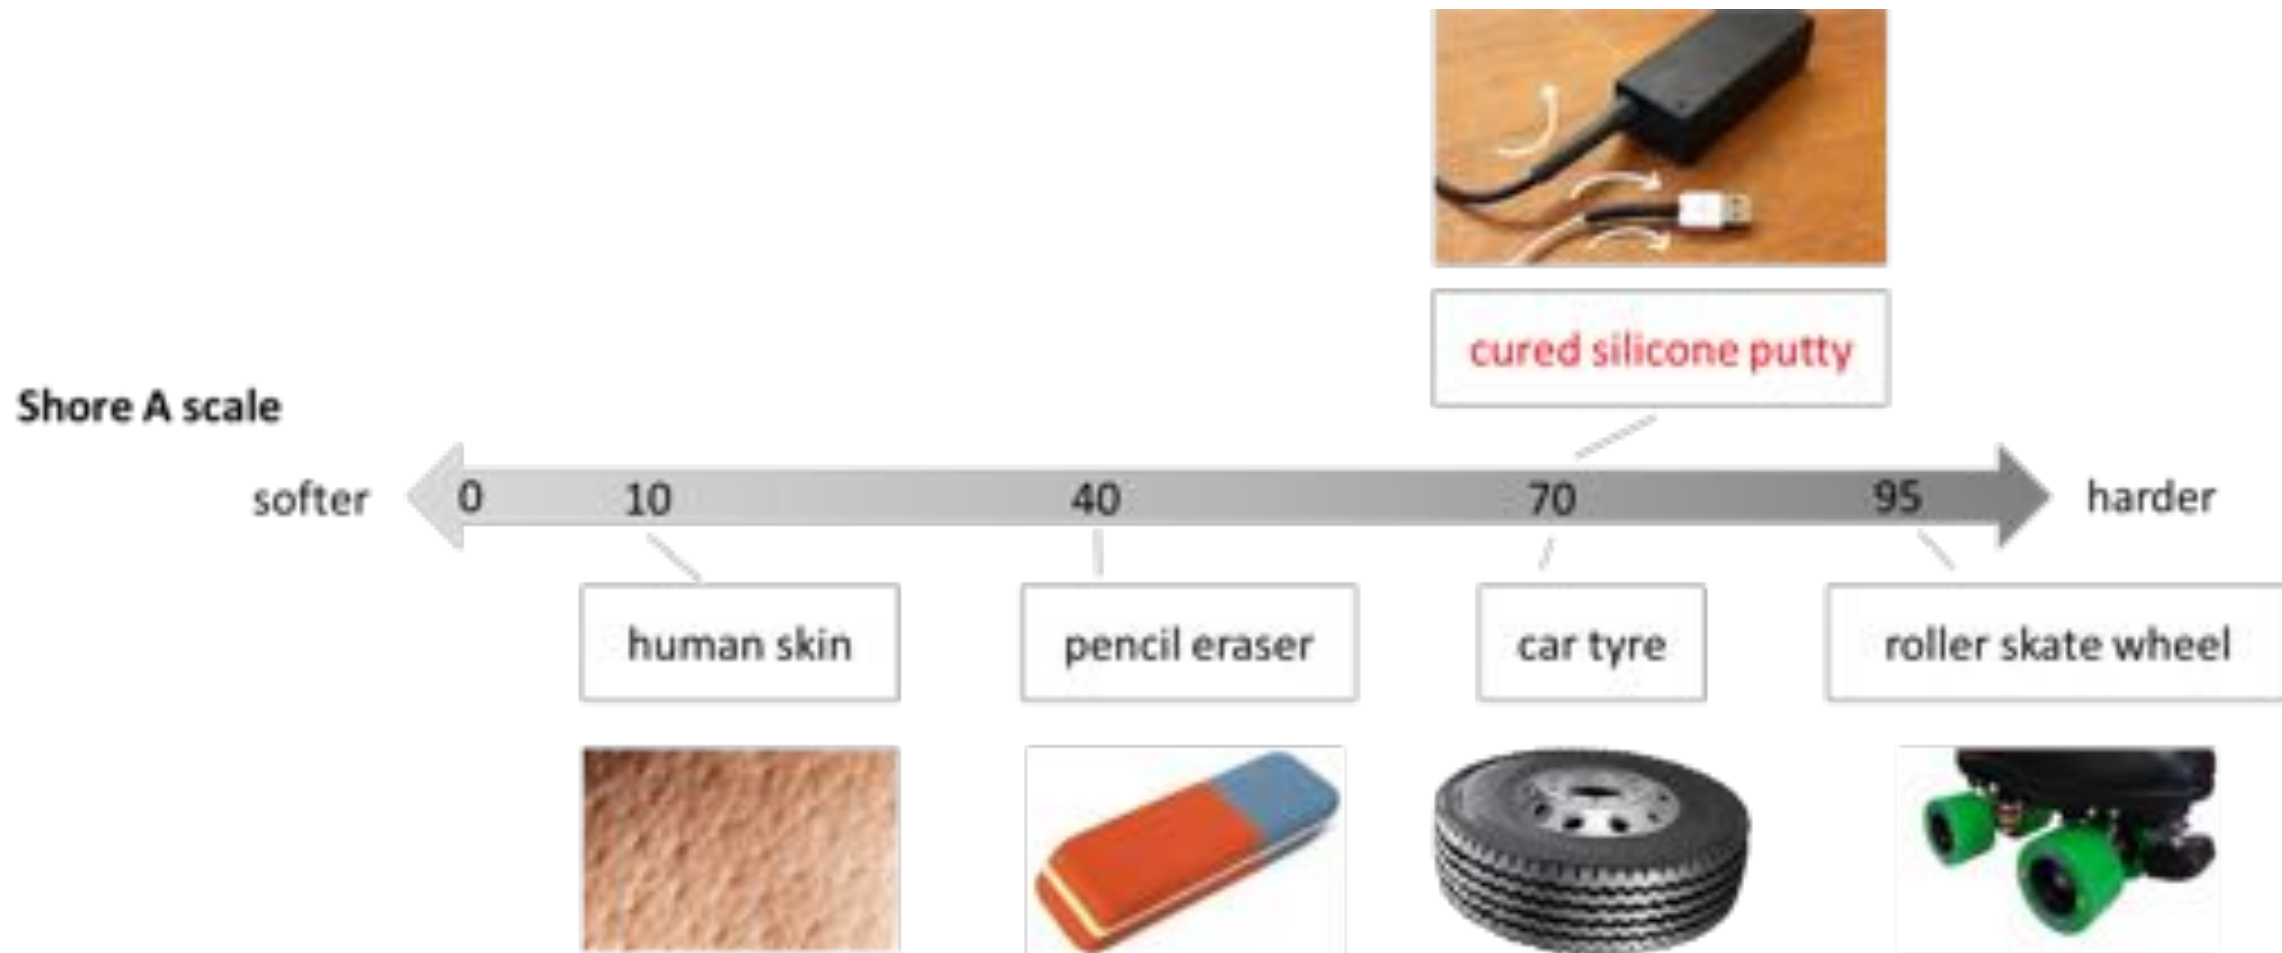 cured silicone putty
Shore A scale
softer 0 10 40 70 95 harder
human skin pencil eraser car tyre roller skate wheel